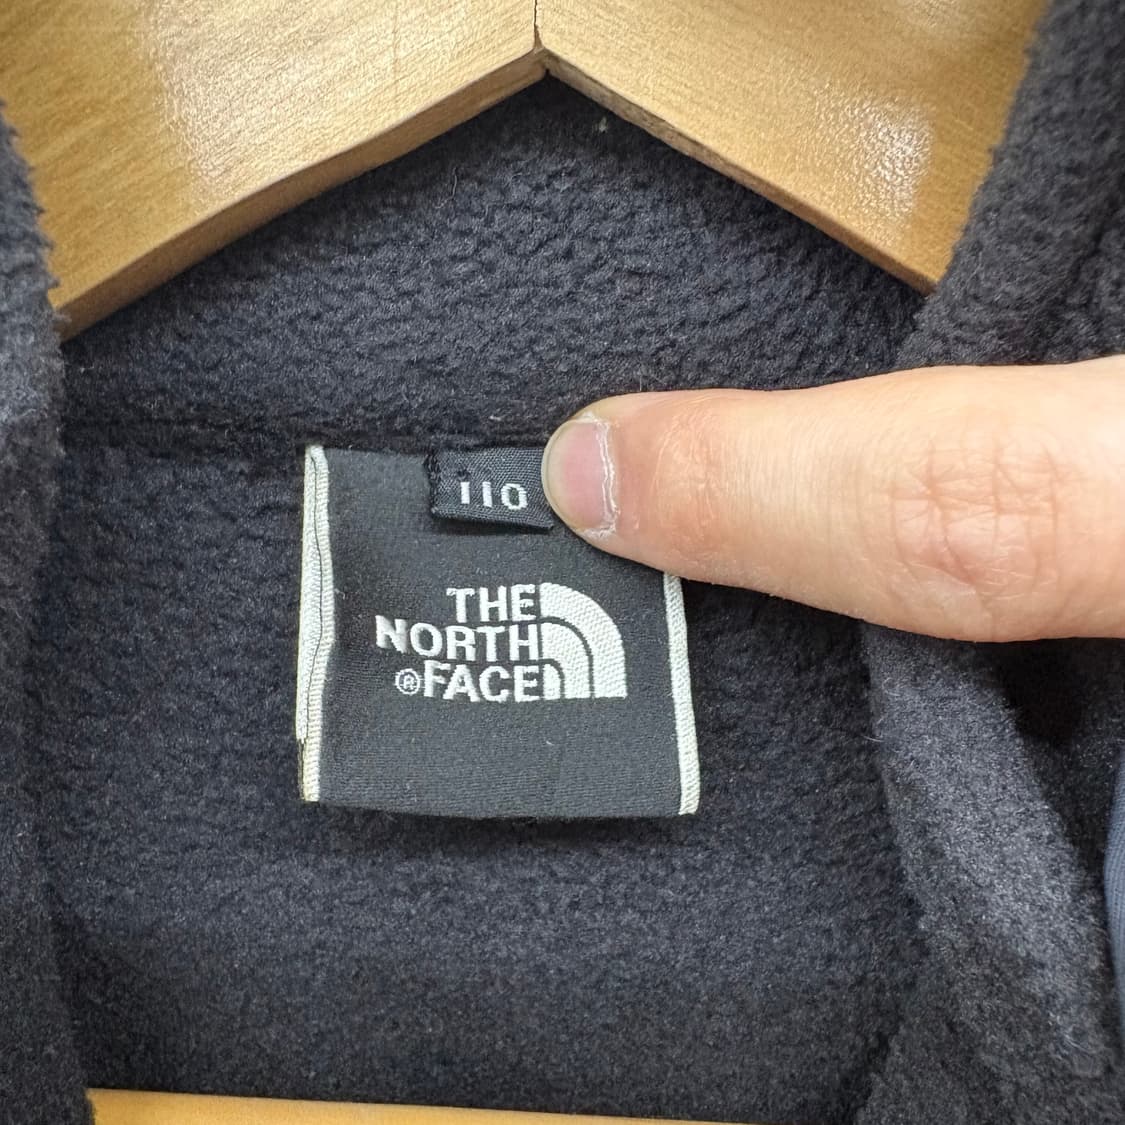 110
THE
NORTH
®FACE